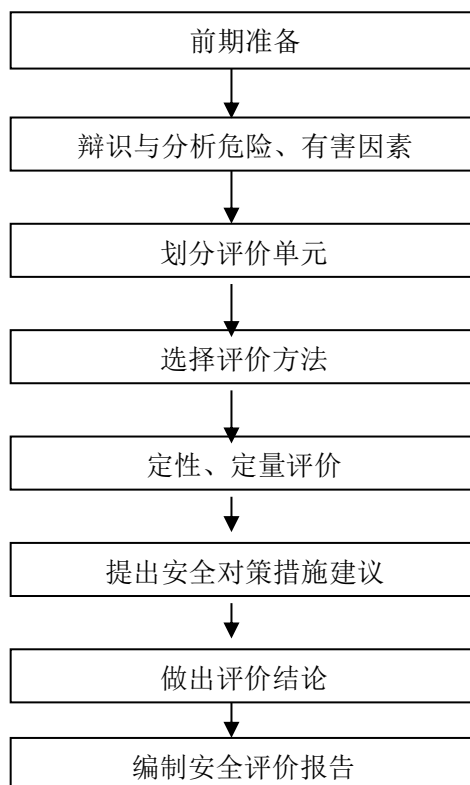 前期准备
辩识与分析危险、有害因素
划分评价单元
选择评价方法
定性、定量评价
提出安全对策措施建议
做出评价结论
编制安全评价报告